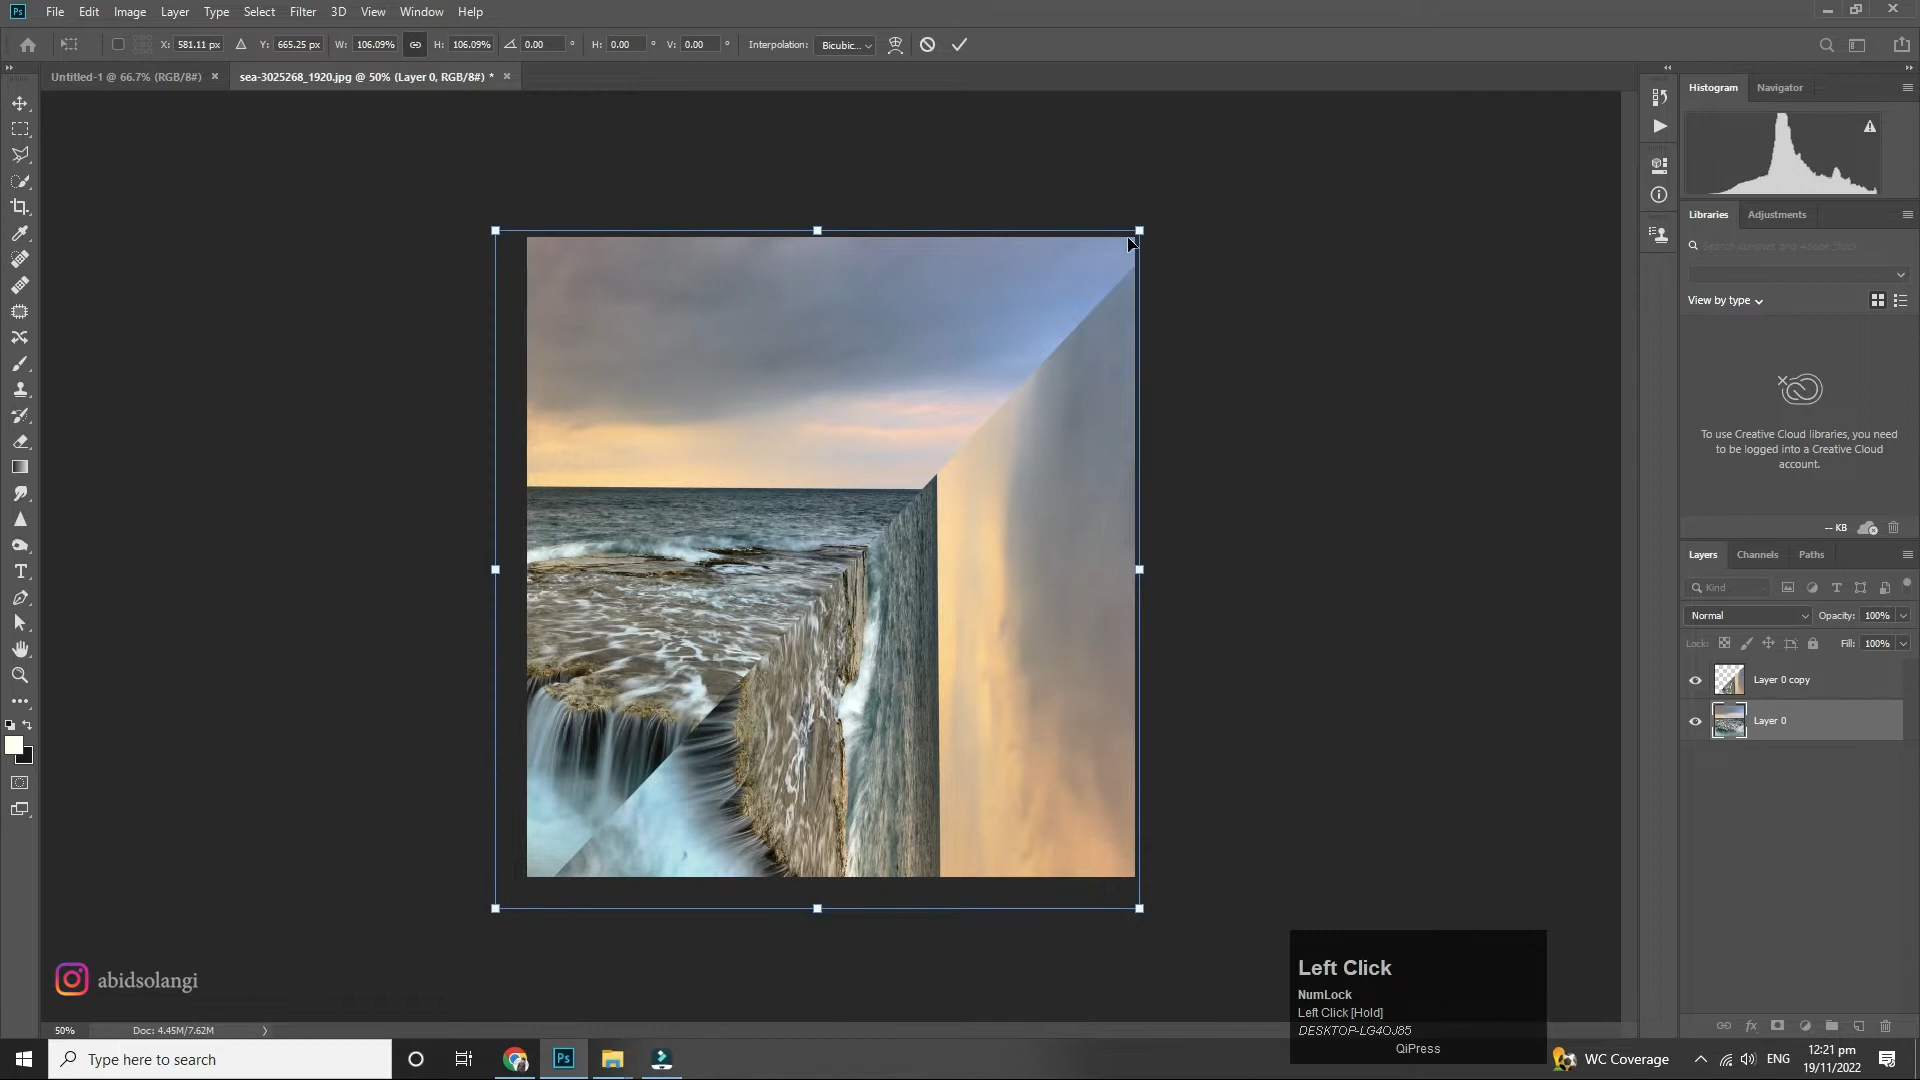 Ps File Edit Image Layer Type Select Filter 3D View Window Help
X: 581.11 px Y: 665.25 px W: 106.09% H: 106.09% 0.00 ° H: 0.00 ° V: 0.00 ° Interpolation: Bicubic...
Untitled-1 @ 66.7% (RGB/8#) × sea-3025268_1920.jpg @ 50% (Layer 0, RGB/8#) * ×
Histogram Navigator
Libraries Adjustments
View by type
To use Creative Cloud libraries, you need
to be logged into a Creative Cloud
account.
-- KB
Layers Channels Paths
Kind
Normal Opacity: 100%
Lock: Fill: 100%
Layer 0 copy
Layer 0
abidsolangi
Left Click
NumLock
Left Click [Hold]
DESKTOP-LG4OJ85
QiPress
50% Doc: 4.45M/7.62M
Type here to search
Ps
WC Coverage
ENG
12:21 pm
19/11/2022